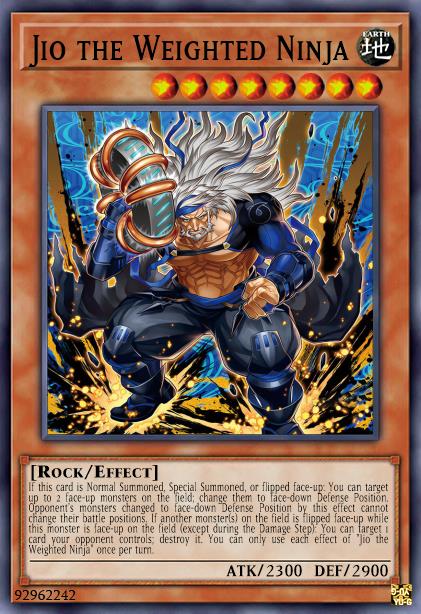 JIO THE WEIGHTED NINJA
EARTH
地
[ROCK/EFFECT]
If this card is Normal Summoned, Special Summoned, or flipped face-up: You can target
up to 2 face-up monsters on the field; change them to face-down Defense Position.
Opponent's monsters changed to face-down Defense Position by this effect cannot
change their battle positions. If another monster(s) on the field is flipped face-up while
this monster is face-up on the field (except during the Damage Step): You can target 1
card your opponent controls; destroy it. You can only use each effect of "Jio the
Weighted Ninja" once per turn.
ATK/2300 DEF/2900
92962242